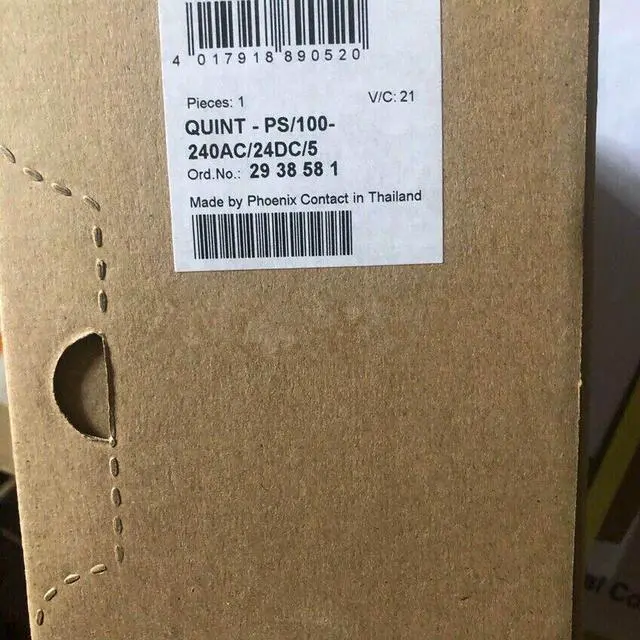 4 017918 890520
Pieces: 1 V/C: 21
QUINT - PS/100-
240AC/24DC/5
Ord.No.: 29 38 58 1
Made by Phoenix Contact in Thailand